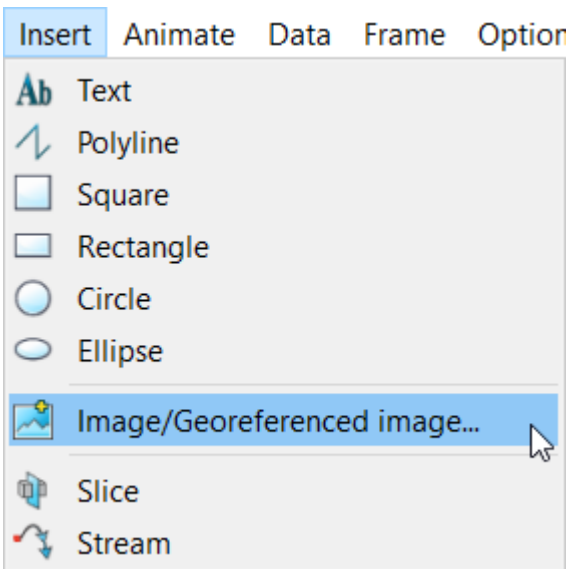 Insert Animate Data Frame Option
Ab Text
Polyline
Square
Rectangle
Circle
Ellipse
Image/Georeferenced image...
Slice
Stream